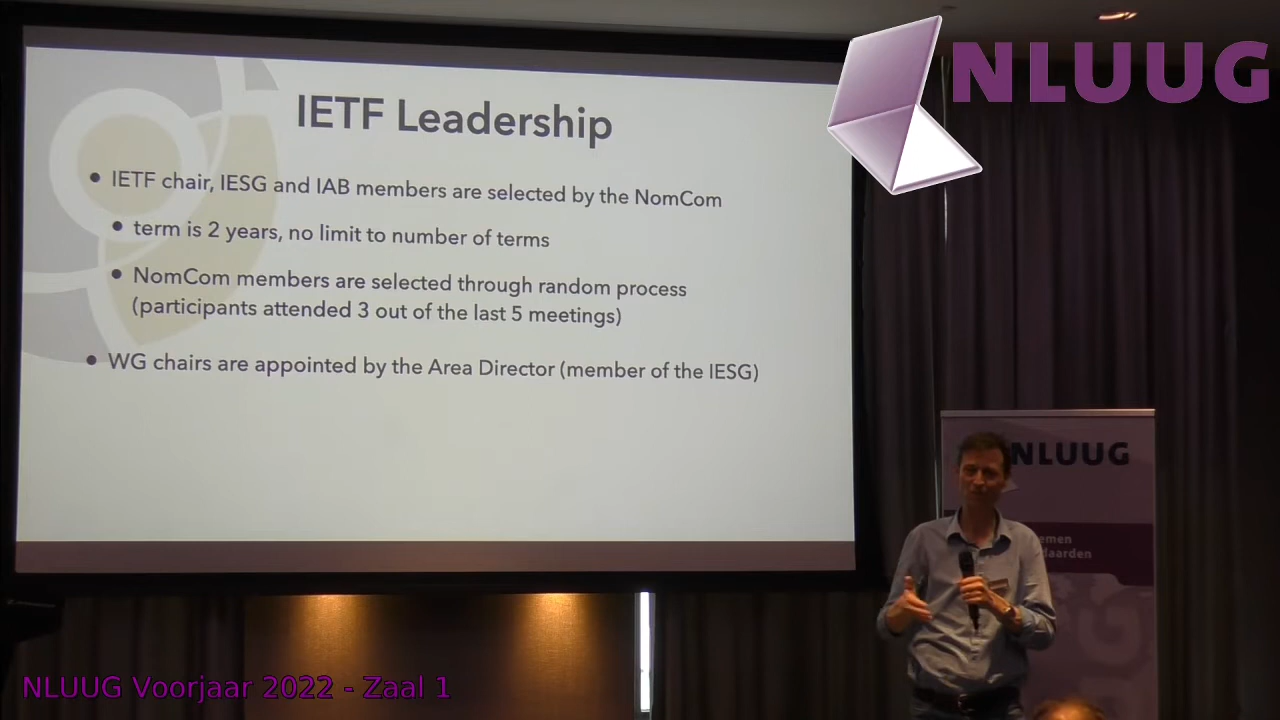 NLUUG
IETF Leadership
• IETF chair, IESG and IAB members are selected by the NomCom
• term is 2 years, no limit to number of terms
• NomCom members are selected through random process
(participants attended 3 out of the last 5 meetings)
• WG chairs are appointed by the Area Director (member of the IESG)
NLUUG
NLUUG Voorjaar 2022 - Zaal 1